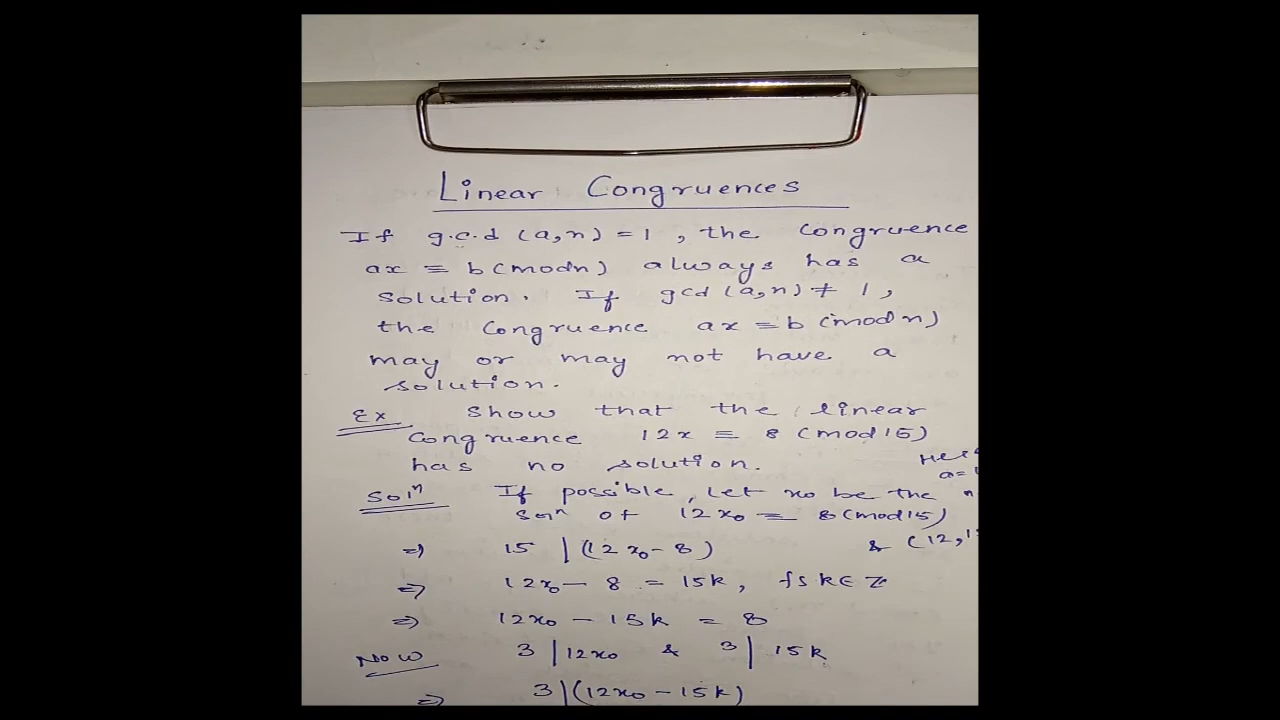 Linear Congruences
If g.c.d (a,n) = 1 , the congruence
ax ≡ b (mod n) always has a
solution. If gcd (a,n) ≠ 1 ,
the congruence ax ≡ b (mod n)
may or may not have a
solution.
Ex Show that the linear
congruence 12x ≡ 8 (mod 15)
has no solution.
a=
Solⁿ If possible, let x₀ be the
Solⁿ of 12x₀ ≡ 8 (mod 15)
& (12,
⇒ 15 | (12x₀ - 8)
⇒ 12x₀ - 8 = 15k, fs k ∈ Z
⇒ 12x₀ - 15k = 8
Now 3 | 12x₀ & 3 | 15k
⇒ 3 | (12x₀ - 15k)